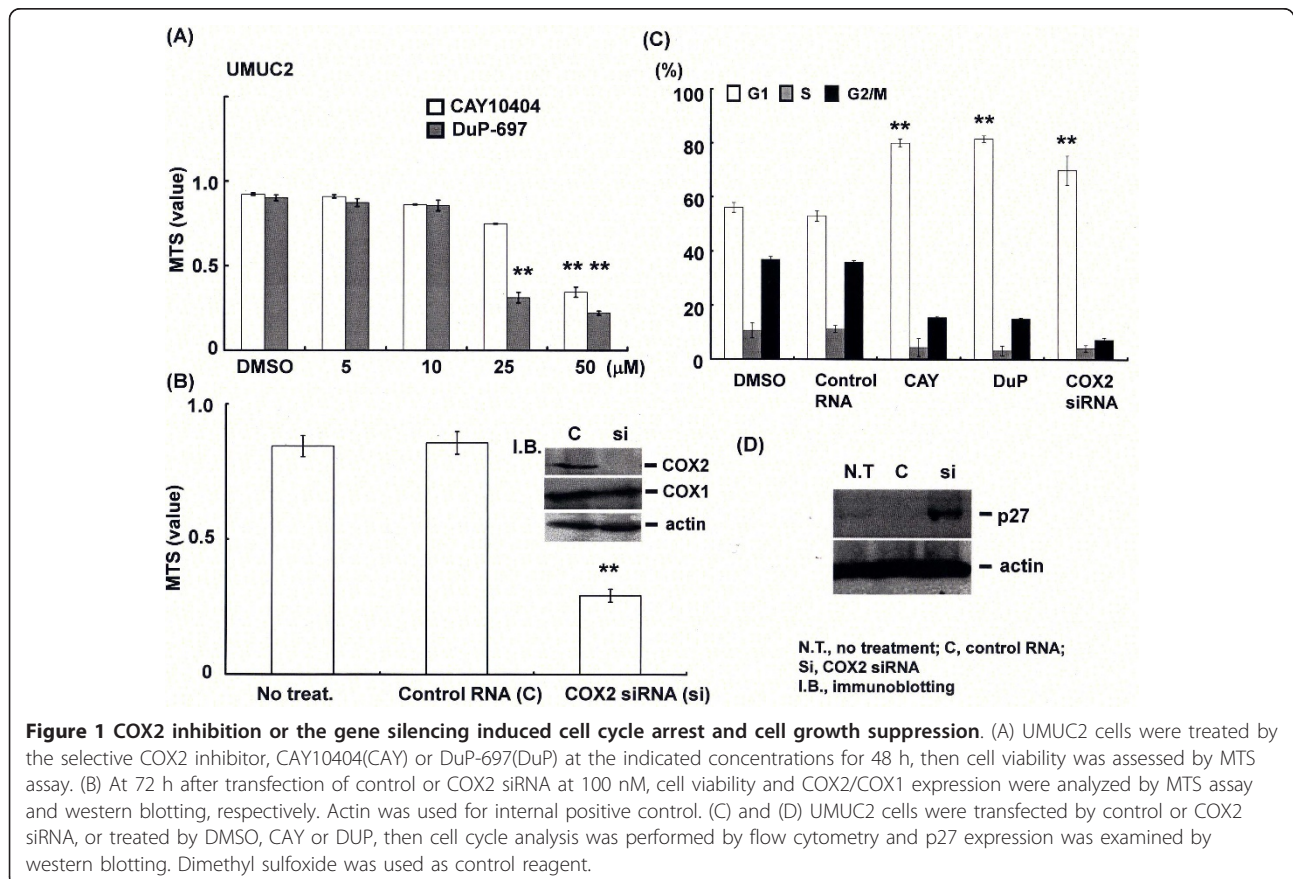 (A)
UMUC2
CAY10404
DuP-697
MTS (value)
1.0
0.5
0
DMSO 5 10 25 50 (μM)
** ** **
(B)
MTS (value)
1.0
0.5
0
No treat. Control RNA (C) COX2 siRNA (si)
**
I.B. C si
COX2
COX1
actin
(C)
(%)
G1 S G2/M
100
80
60
40
20
0
** ** **
DMSO Control RNA CAY DuP COX2 siRNA
(D)
N.T C si
p27
actin
N.T., no treatment; C, control RNA;
Si, COX2 siRNA
I.B., immunoblotting
Figure 1 COX2 inhibition or the gene silencing induced cell cycle arrest and cell growth suppression. (A) UMUC2 cells were treated by
the selective COX2 inhibitor, CAY10404(CAY) or DuP-697(DuP) at the indicated concentrations for 48 h, then cell viability was assessed by MTS
assay. (B) At 72 h after transfection of control or COX2 siRNA at 100 nM, cell viability and COX2/COX1 expression were analyzed by MTS assay
and western blotting, respectively. Actin was used for internal positive control. (C) and (D) UMUC2 cells were transfected by control or COX2
siRNA, or treated by DMSO, CAY or DUP, then cell cycle analysis was performed by flow cytometry and p27 expression was examined by
western blotting. Dimethyl sulfoxide was used as control reagent.